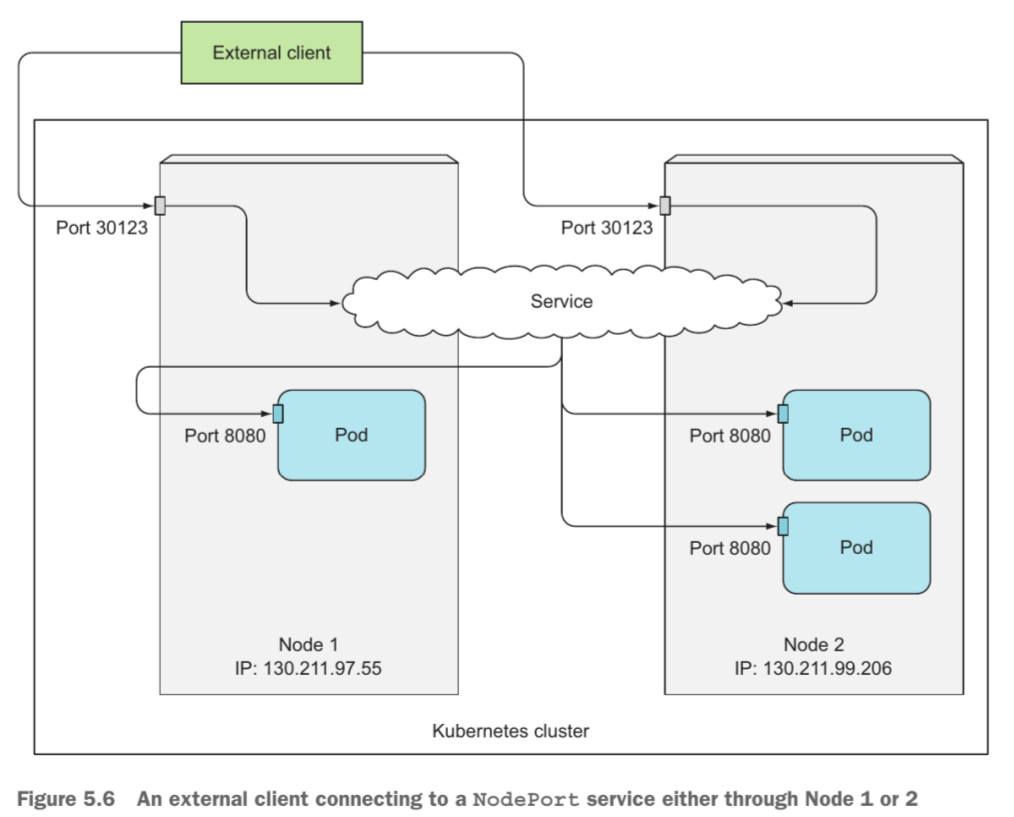 External client
Port 30123
Port 30123
Service
Port 8080
Pod
Port 8080
Pod
Port 8080
Pod
Node 1
IP: 130.211.97.55
Node 2
IP: 130.211.99.206
Kubernetes cluster
Figure 5.6 An external client connecting to a NodePort service either through Node 1 or 2